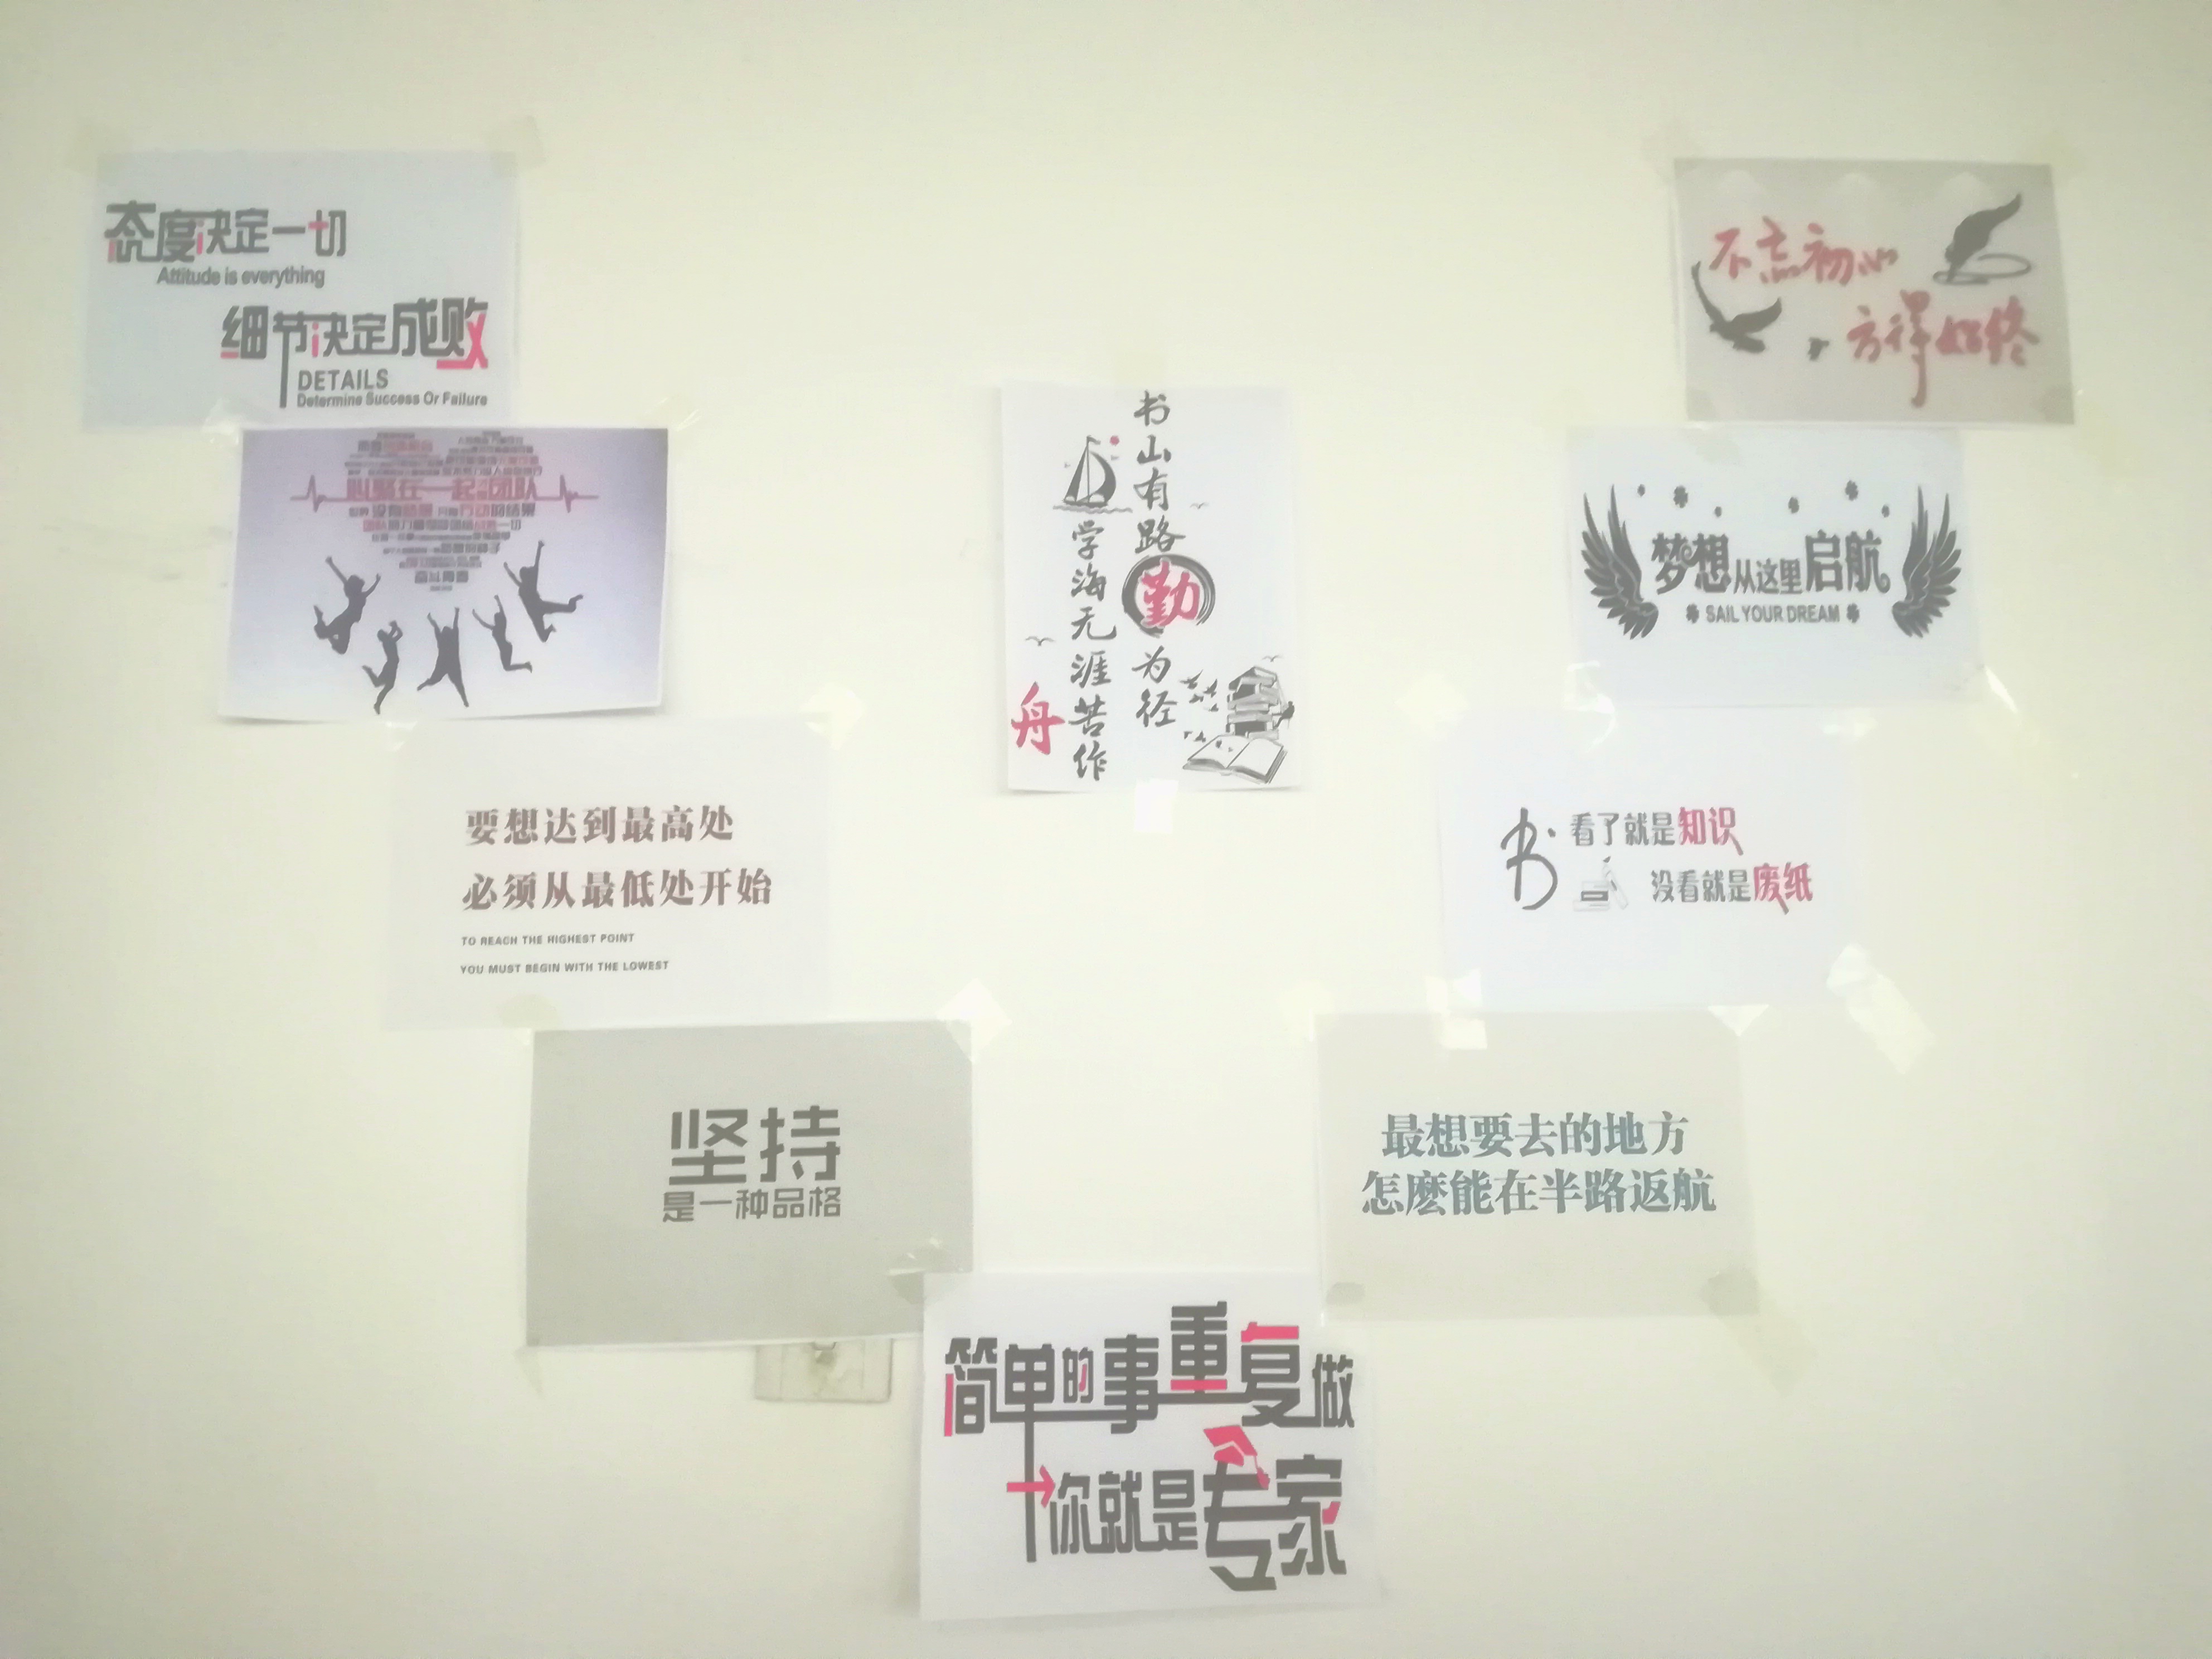 态度决定一切
Attitude is everything
细节决定成败
DETAILS
Determine Success Or Failure
心聚在一起 团队
要想达到最高处
必须从最低处开始
TO REACH THE HIGHEST POINT
YOU MUST BEGIN WITH THE LOWEST
坚持
是一种品格
书山有路勤为径
学海无涯苦作
舟
不忘初心
方得始终
梦想从这里启航
SAIL YOUR DREAM
书 看了就是知识
没看就是废纸
最想要去的地方
怎麽能在半路返航
简单的事重复做
你就是专家